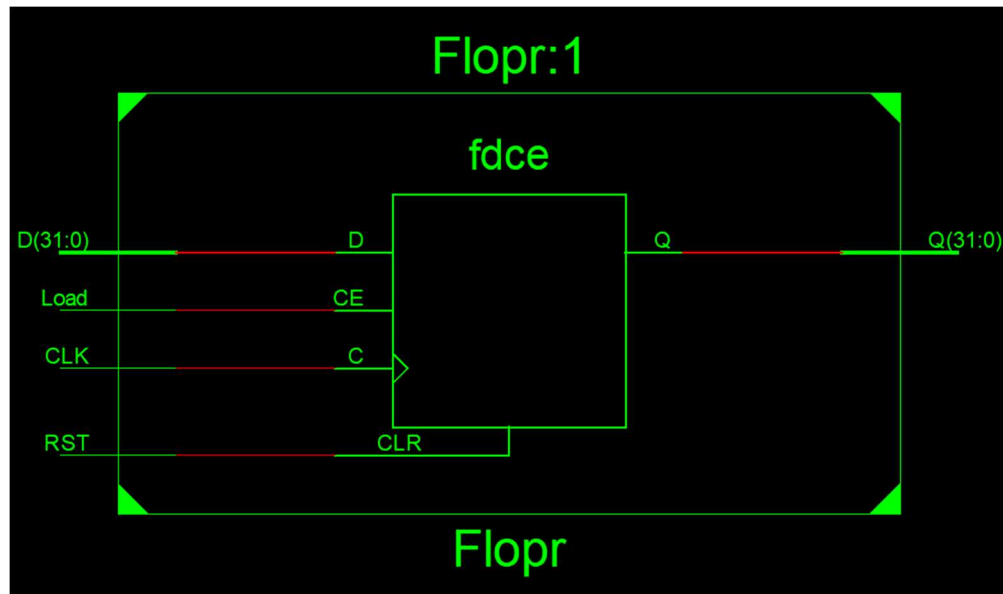 Flopr:1
fdce
D(31:0) D Q Q(31:0)
Load CE
CLK C
RST CLR
Flopr